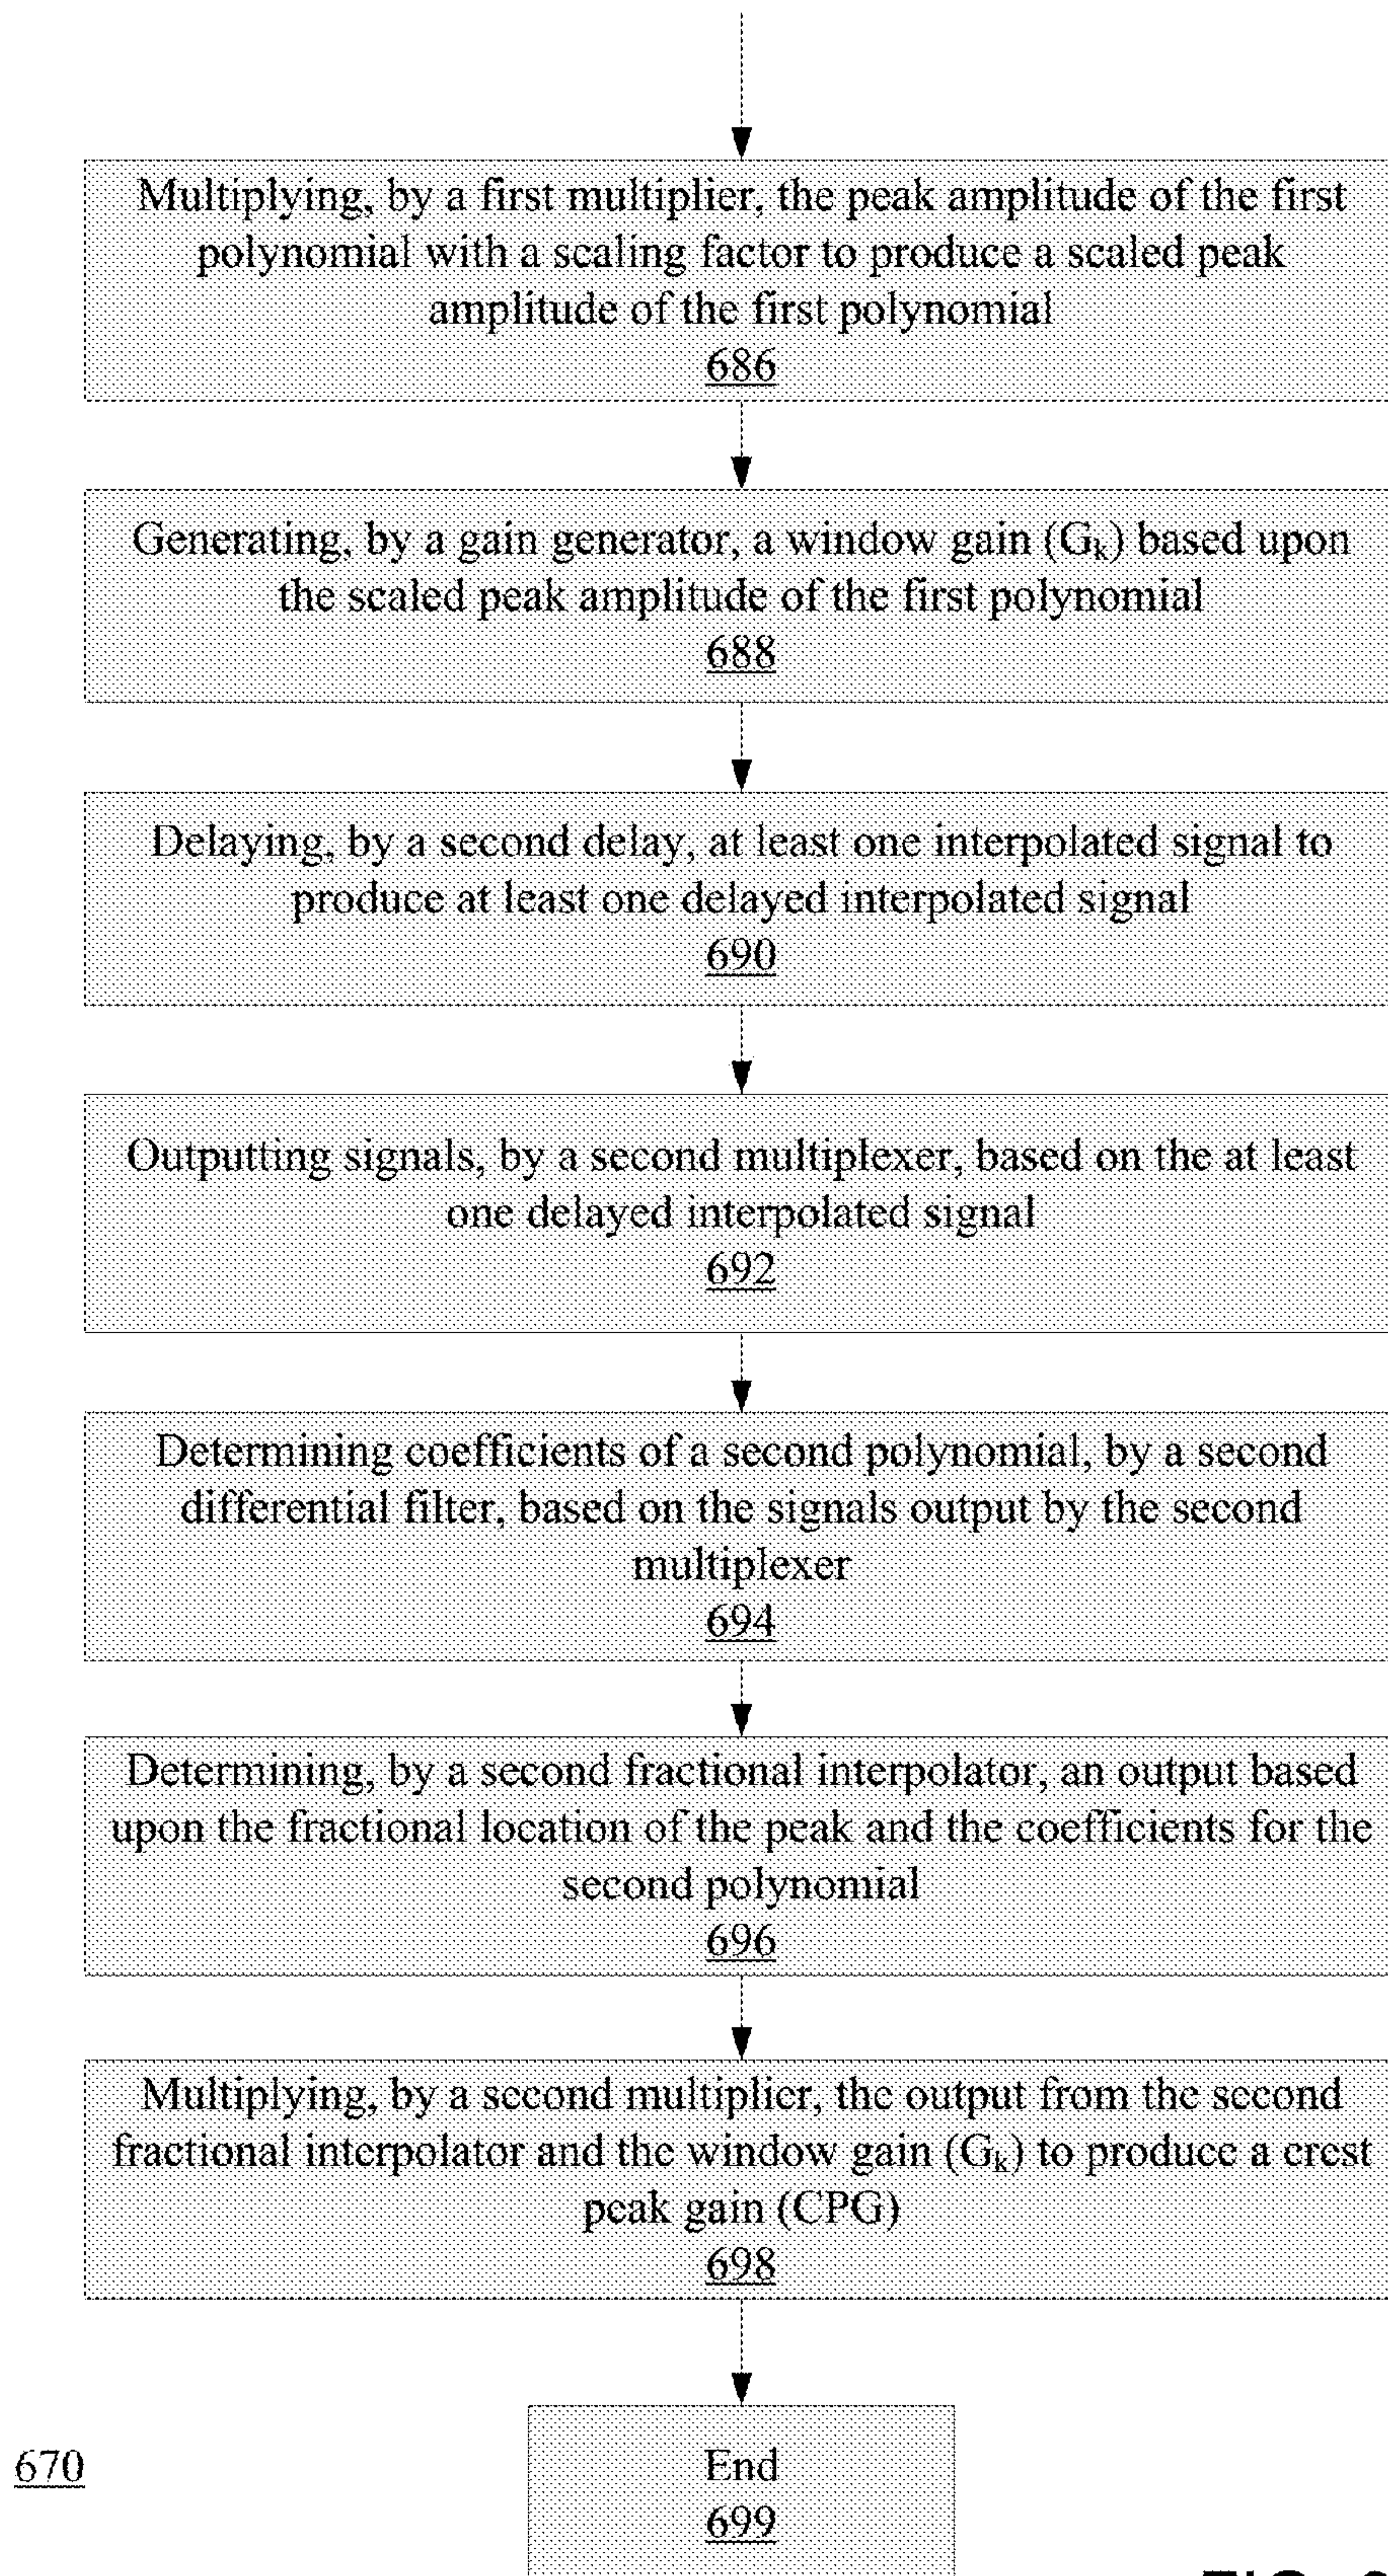 Multiplying, by a first multiplier, the peak amplitude of the first
polynomial with a scaling factor to produce a scaled peak
amplitude of the first polynomial
686
Generating, by a gain generator, a window gain (Gk) based upon
the scaled peak amplitude of the first polynomial
688
Delaying, by a second delay, at least one interpolated signal to
produce at least one delayed interpolated signal
690
Outputting signals, by a second multiplexer, based on the at least
one delayed interpolated signal
692
Determining coefficients of a second polynomial, by a second
differential filter, based on the signals output by the second
multiplexer
694
Determining, by a second fractional interpolator, an output based
upon the fractional location of the peak and the coefficients for the
second polynomial
696
Multiplying, by a second multiplier, the output from the second
fractional interpolator and the window gain (Gk) to produce a crest
peak gain (CPG)
698
End
699
670